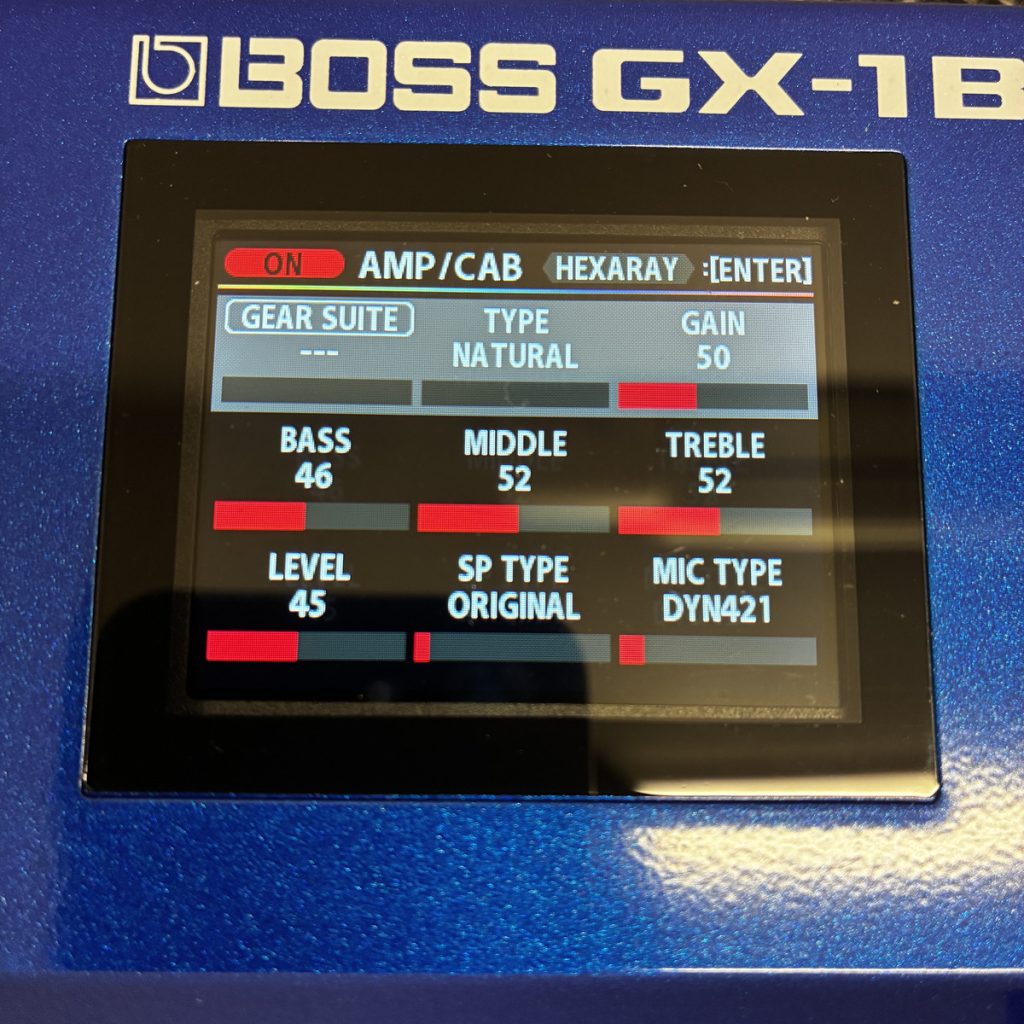 BOSS GX-1B
ON AMP/CAB HEXARAY :[ENTER]
GEAR SUITE TYPE GAIN
--- NATURAL 50
BASS MIDDLE TREBLE
46 52 52
LEVEL SP TYPE MIC TYPE
45 ORIGINAL DYN421